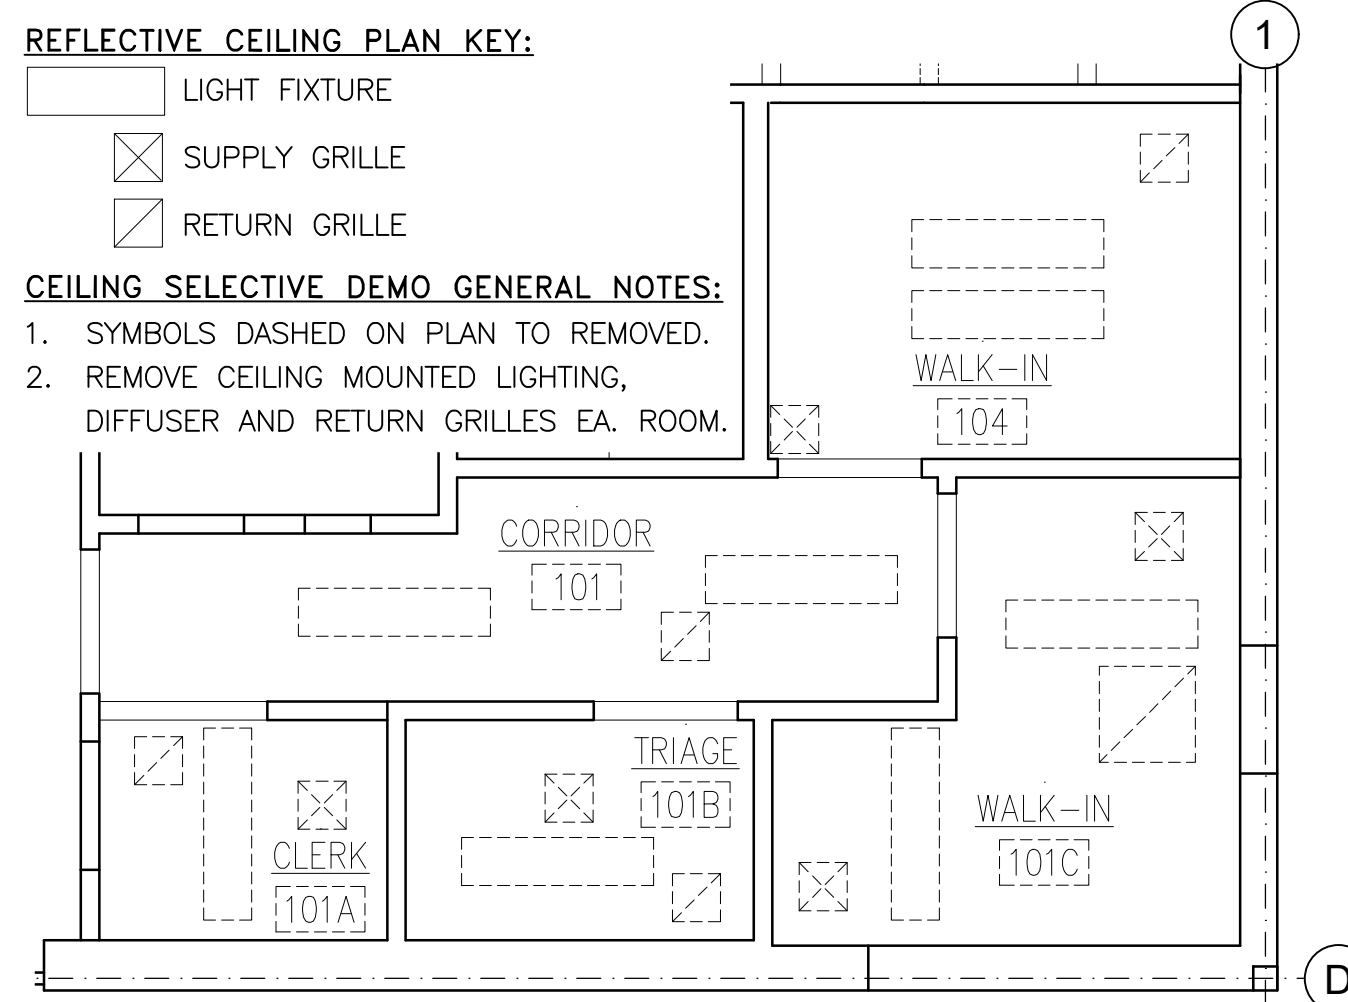 REFLECTIVE CEILING PLAN KEY:
LIGHT FIXTURE
SUPPLY GRILLE
RETURN GRILLE
CEILING SELECTIVE DEMO GENERAL NOTES:
1. SYMBOLS DASHED ON PLAN TO REMOVED.
2. REMOVE CEILING MOUNTED LIGHTING,
DIFFUSER AND RETURN GRILLES EA. ROOM.
1
WALK-IN
104
CORRIDOR
101
TRIAGE
101B
WALK-IN
101C
CLERK
101A
D